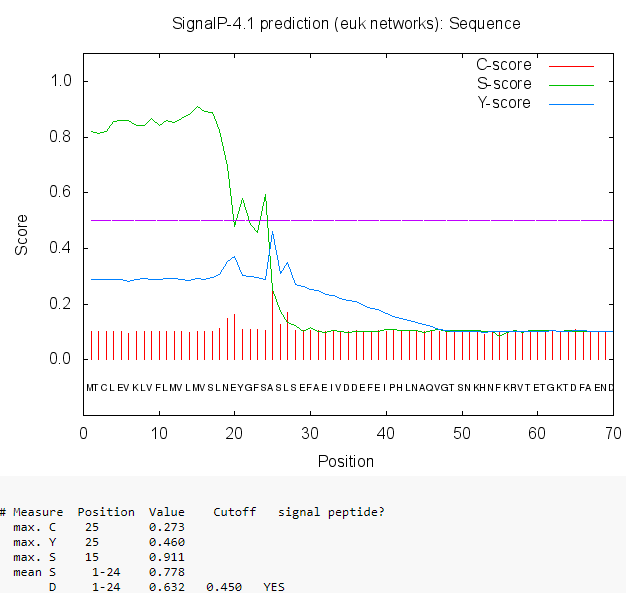 SignalP-4.1 prediction (euk networks): Sequence
C-score
S-score
Y-score
1.0
0.8
0.6
0.4
0.2
0.0
Score
MTCLEVKLVFLMVLMVSLNEYGFSASLSEFAEIVDDEFEIPHLNAQVGTSNKHNFKRVTETGKTDFAEND
0 10 20 30 40 50 60 70
Position
# Measure Position Value Cutoff signal peptide?
max. C 25 0.273
max. Y 25 0.460
max. S 15 0.911
mean S 1-24 0.778
D 1-24 0.632 0.450 YES